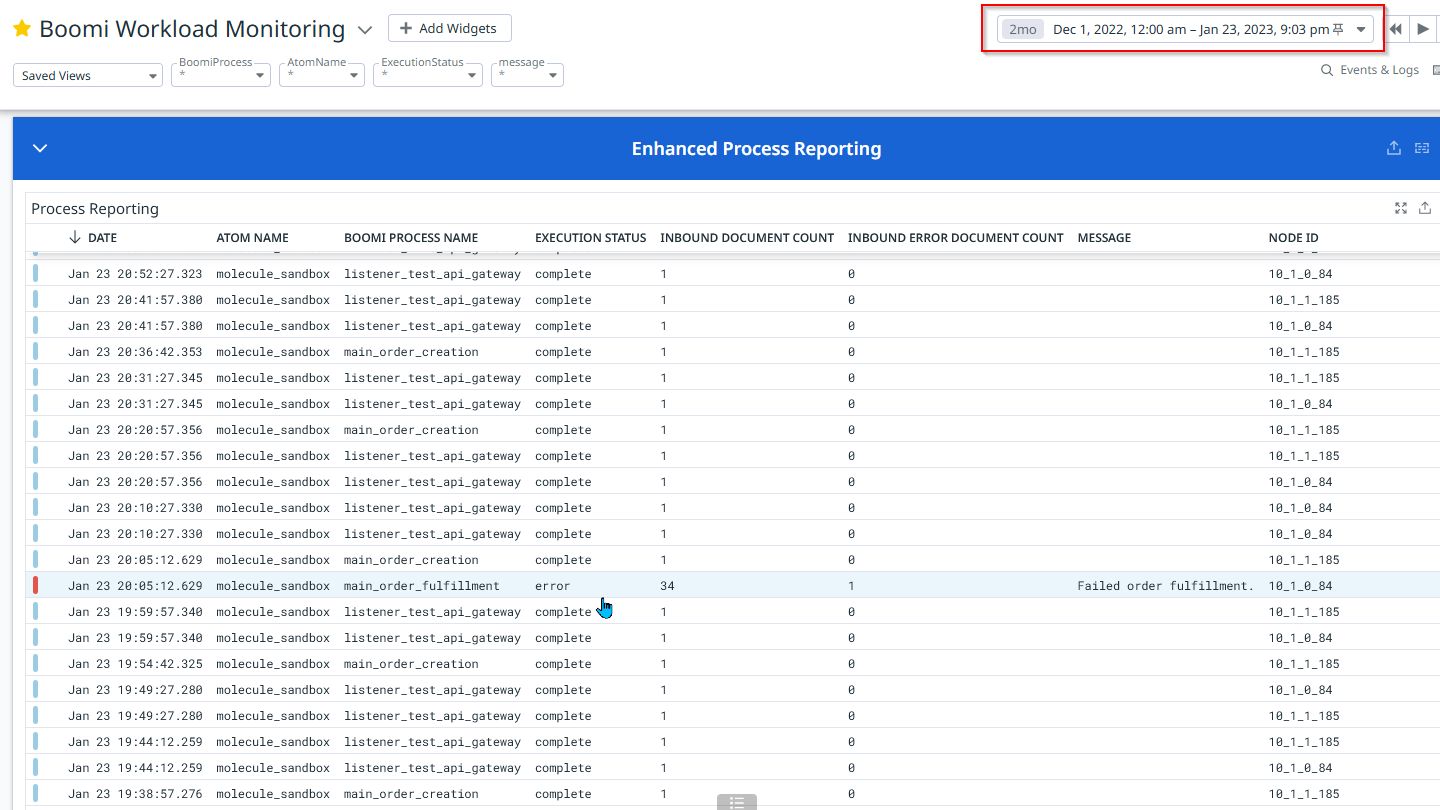 Boomi Workload Monitoring + Add Widgets 2mo Dec 1, 2022, 12:00 am – Jan 23, 2023, 9:03 pm
Saved Views BoomiProcess * AtomName * ExecutionStatus * message * Events & Logs
Enhanced Process Reporting
Process Reporting
DATE ATOM NAME BOOMI PROCESS NAME EXECUTION STATUS INBOUND DOCUMENT COUNT INBOUND ERROR DOCUMENT COUNT MESSAGE NODE ID
Jan 23 20:52:27.323 molecule_sandbox listener_test_api_gateway complete 1 0 10_1_0_84
Jan 23 20:41:57.380 molecule_sandbox listener_test_api_gateway complete 1 0 10_1_1_185
Jan 23 20:41:57.380 molecule_sandbox listener_test_api_gateway complete 1 0 10_1_0_84
Jan 23 20:36:42.353 molecule_sandbox main_order_creation complete 1 0 10_1_1_185
Jan 23 20:31:27.345 molecule_sandbox listener_test_api_gateway complete 1 0 10_1_1_185
Jan 23 20:31:27.345 molecule_sandbox listener_test_api_gateway complete 1 0 10_1_0_84
Jan 23 20:20:57.356 molecule_sandbox main_order_creation complete 1 0 10_1_1_185
Jan 23 20:20:57.356 molecule_sandbox listener_test_api_gateway complete 1 0 10_1_1_185
Jan 23 20:20:57.356 molecule_sandbox listener_test_api_gateway complete 1 0 10_1_0_84
Jan 23 20:10:27.330 molecule_sandbox listener_test_api_gateway complete 1 0 10_1_0_84
Jan 23 20:10:27.330 molecule_sandbox listener_test_api_gateway complete 1 0 10_1_0_84
Jan 23 20:05:12.629 molecule_sandbox main_order_creation complete 1 0 10_1_1_185
Jan 23 20:05:12.629 molecule_sandbox main_order_fulfillment error 34 1 Failed order fulfillment. 10_1_0_84
Jan 23 19:59:57.340 molecule_sandbox listener_test_api_gateway complete 1 0 10_1_1_185
Jan 23 19:59:57.340 molecule_sandbox listener_test_api_gateway complete 1 0 10_1_0_84
Jan 23 19:54:42.325 molecule_sandbox main_order_creation complete 1 0 10_1_1_185
Jan 23 19:49:27.280 molecule_sandbox listener_test_api_gateway complete 1 0 10_1_0_84
Jan 23 19:49:27.280 molecule_sandbox listener_test_api_gateway complete 1 0 10_1_1_185
Jan 23 19:44:12.259 molecule_sandbox listener_test_api_gateway complete 1 0 10_1_1_185
Jan 23 19:44:12.259 molecule_sandbox listener_test_api_gateway complete 1 0 10_1_0_84
Jan 23 19:38:57.276 molecule_sandbox main_order_creation complete 1 0 10_1_1_185